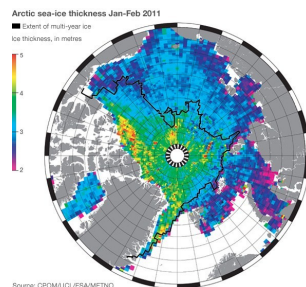 Arctic sea-ice thickness Jan-Feb 2011
Extent of multi-year ice
Ice thickness, in metres
5
4
3
2
Source: CPOM/UCL/ESA/METNO